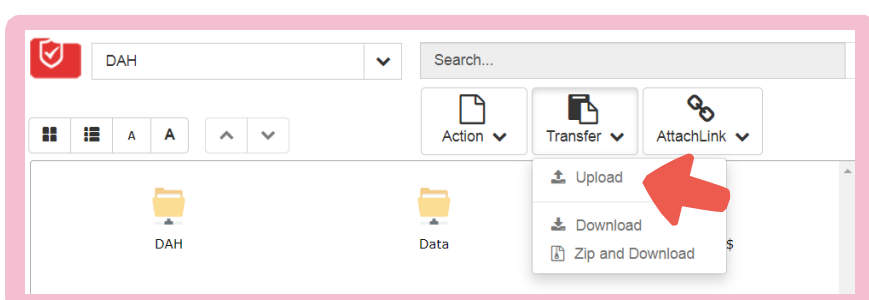 DAH
Search...
A A
Action Transfer AttachLink
Upload
Download
Zip and Download
DAH
Data
$